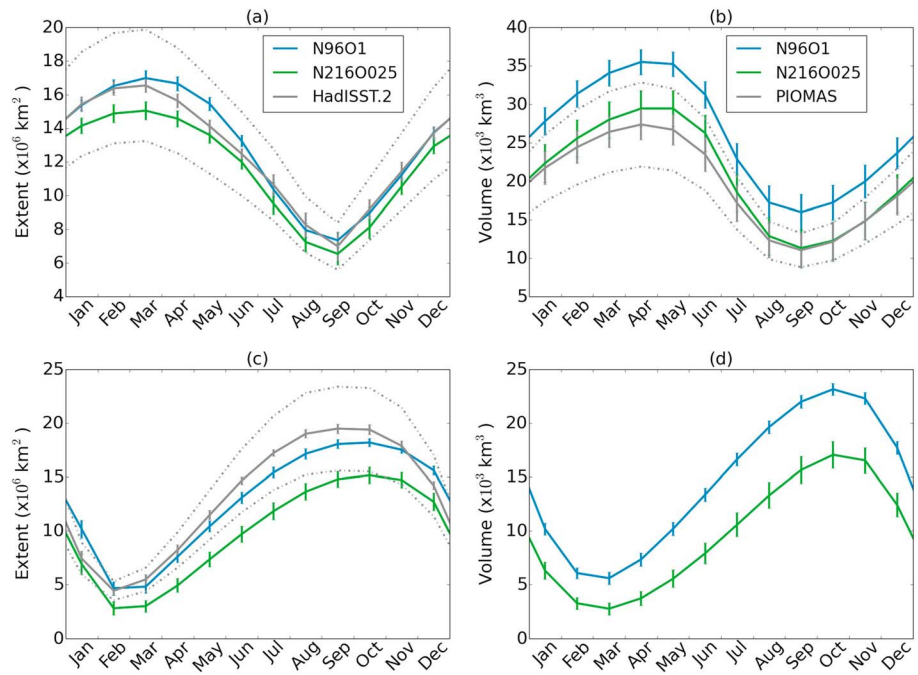 (a)
Extent (x10⁶ km²)
20
18
16
14
12
10
8
6
4
N96O1
N216O025
HadISST.2
Jan Feb Mar Apr May Jun Jul Aug Sep Oct Nov Dec
(b)
Volume (x10³ km³)
40
35
30
25
20
15
10
5
N96O1
N216O025
PIOMAS
Jan Feb Mar Apr May Jun Jul Aug Sep Oct Nov Dec
(c)
Extent (x10⁶ km²)
25
20
15
10
5
0
Jan Feb Mar Apr May Jun Jul Aug Sep Oct Nov Dec
(d)
Volume (x10³ km³)
25
20
15
10
5
0
Jan Feb Mar Apr May Jun Jul Aug Sep Oct Nov Dec